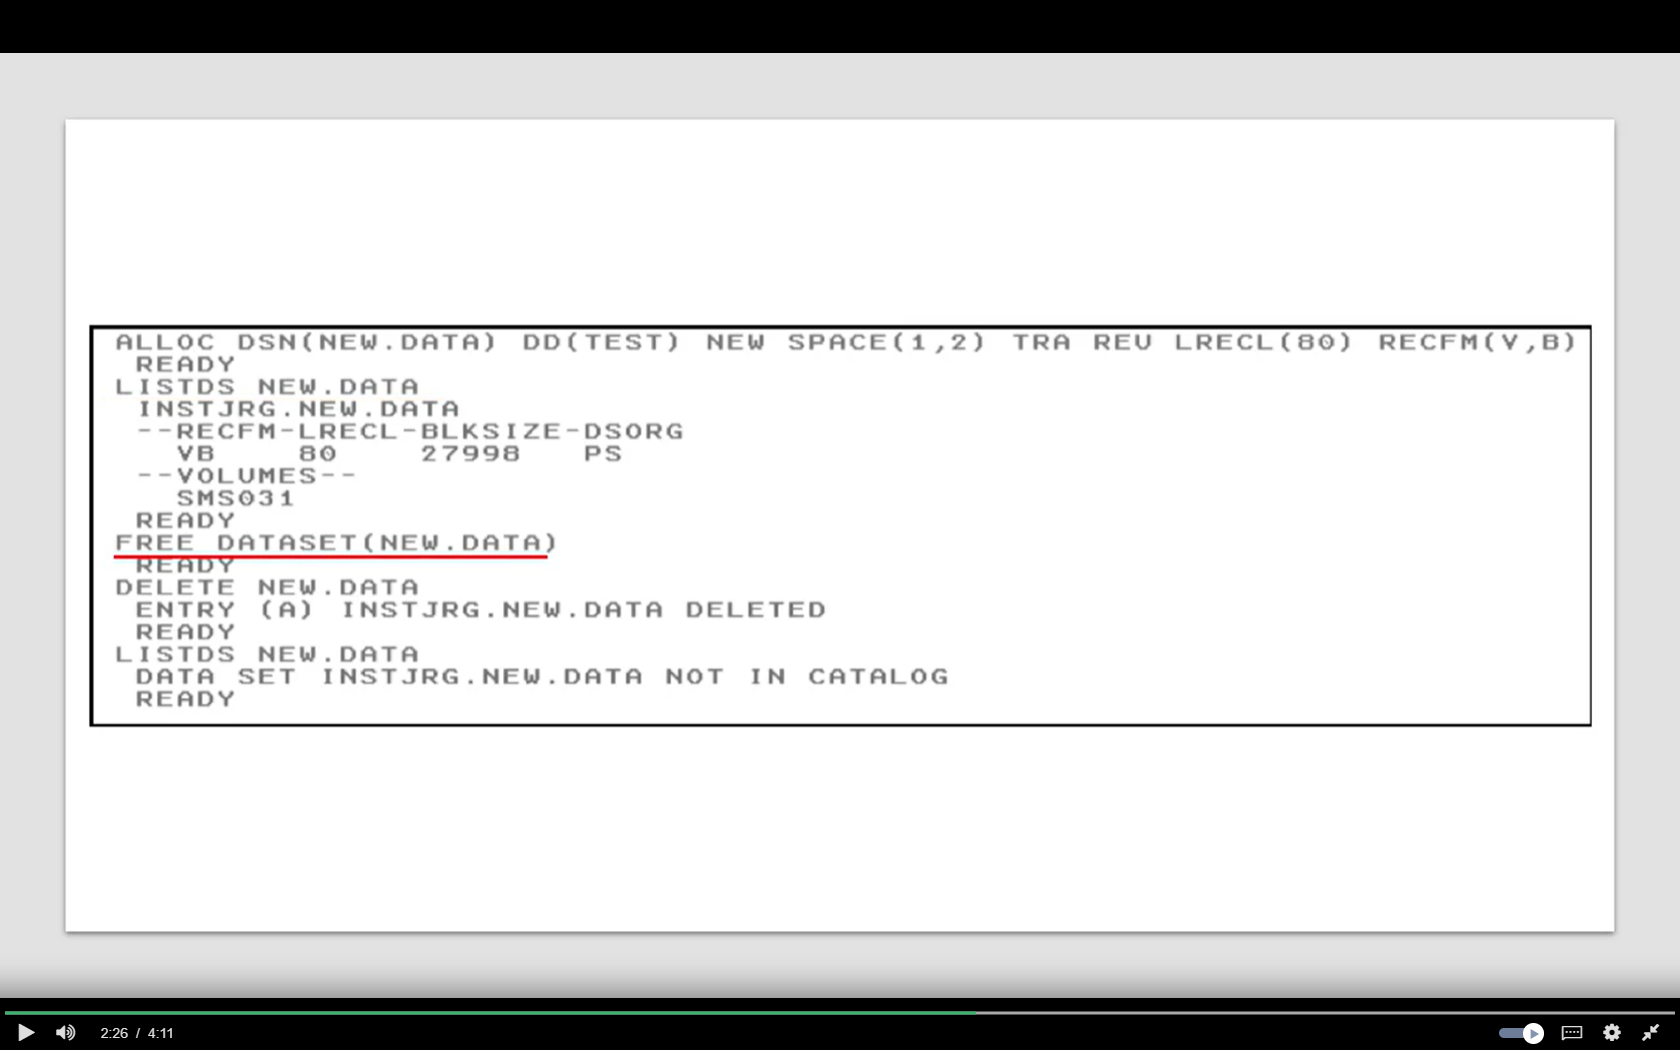 ALLOC DSN(NEW.DATA) DD(TEST) NEW SPACE(1,2) TRA REU LRECL(80) RECFM(V,B)
READY
LISTDS NEW.DATA
INSTJRG.NEW.DATA
--RECFM-LRECL-BLKSIZE-DSORG
VB 80 27998 PS
--VOLUMES--
SMS031
READY
FREE DATASET(NEW.DATA)
READY
DELETE NEW.DATA
ENTRY (A) INSTJRG.NEW.DATA DELETED
READY
LISTDS NEW.DATA
DATA SET INSTJRG.NEW.DATA NOT IN CATALOG
READY
2:26 / 4:11